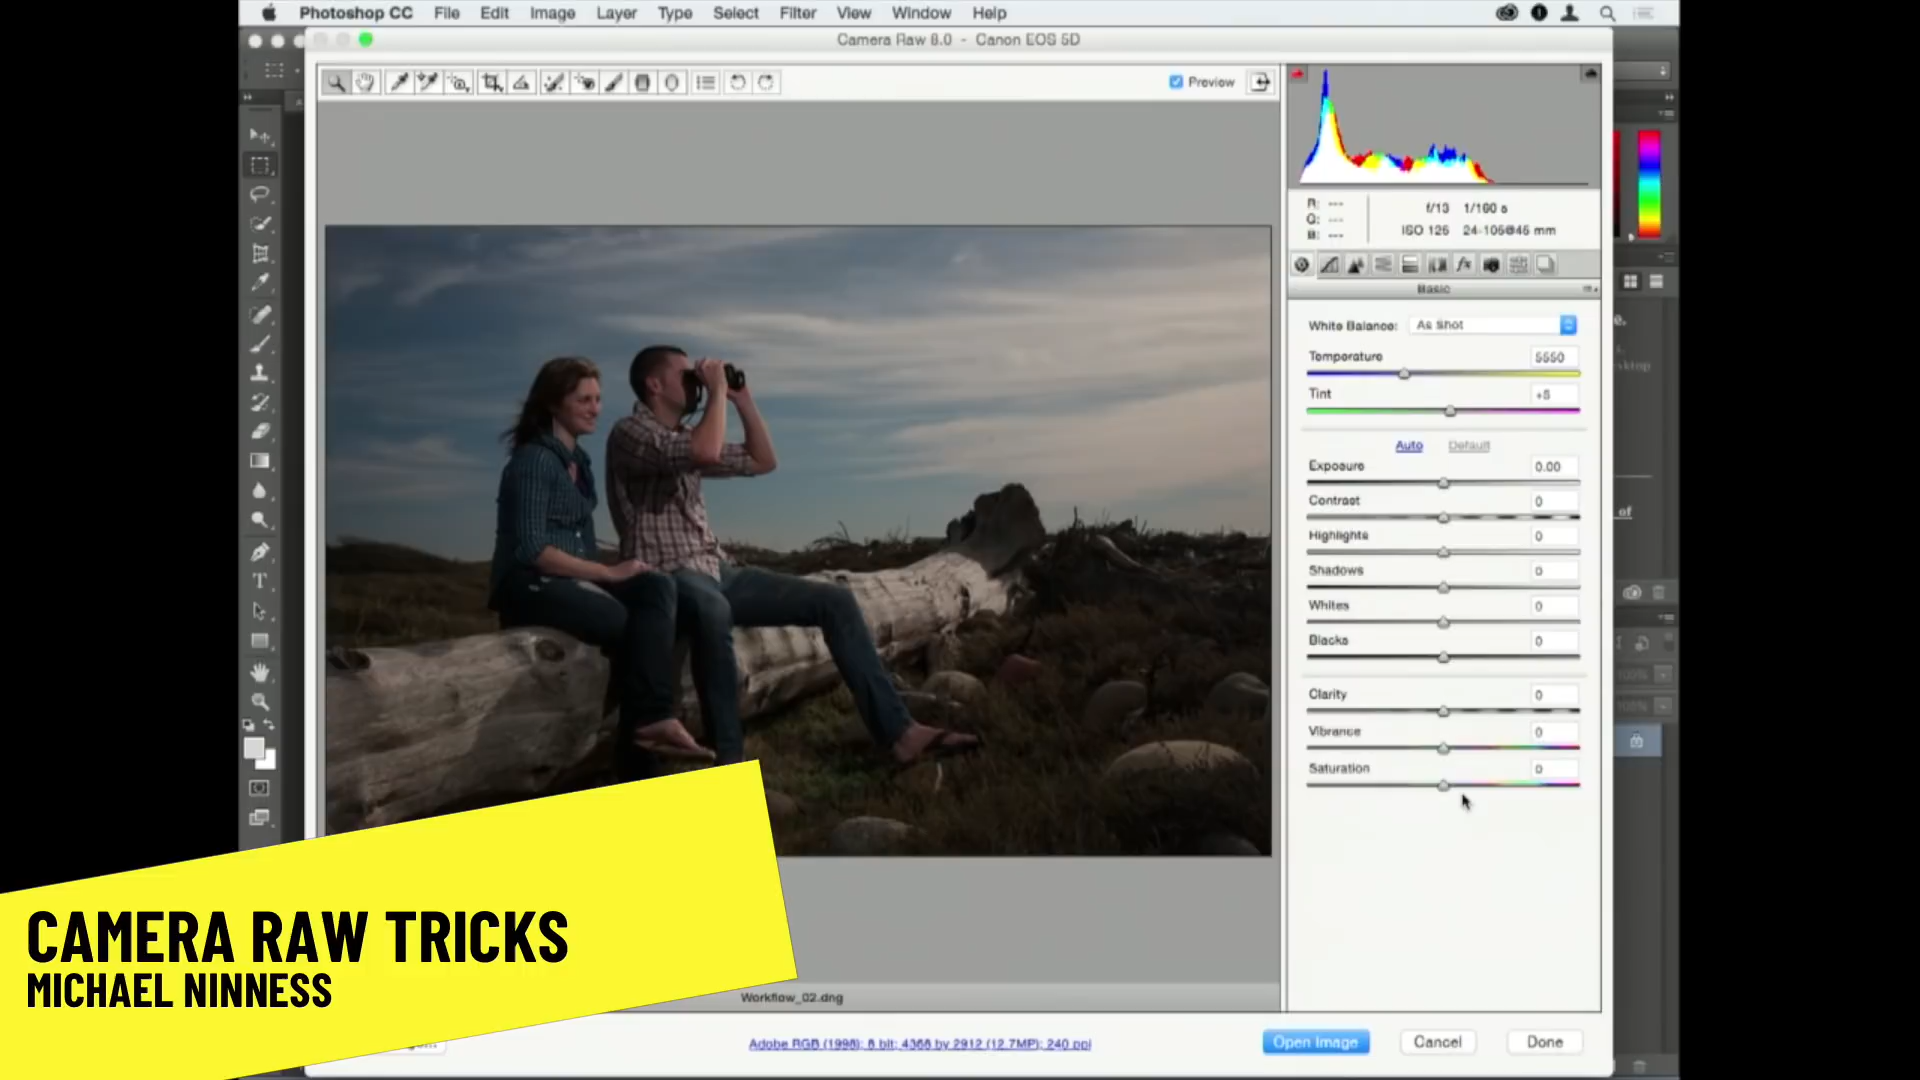 Photoshop CC File Edit Image Layer Type Select Filter View Window Help
Camera Raw 8.0 - Canon EOS 5D
Preview
R: ---
G: ---
B: ---
f/13 1/160 s
ISO 125 24-105@45 mm
Basic
White Balance: As Shot
Temperature 5550
Tint +5
Auto Default
Exposure 0.00
Contrast 0
Highlights 0
Shadows 0
Whites 0
Blacks 0
Clarity 0
Vibrance 0
Saturation 0
of
CAMERA RAW TRICKS
MICHAEL NINNESS
Workflow_02.dng
Adobe RGB (1998); 8 bit; 4368 by 2912 (12.7MP); 240 ppi
Open Image Cancel Done